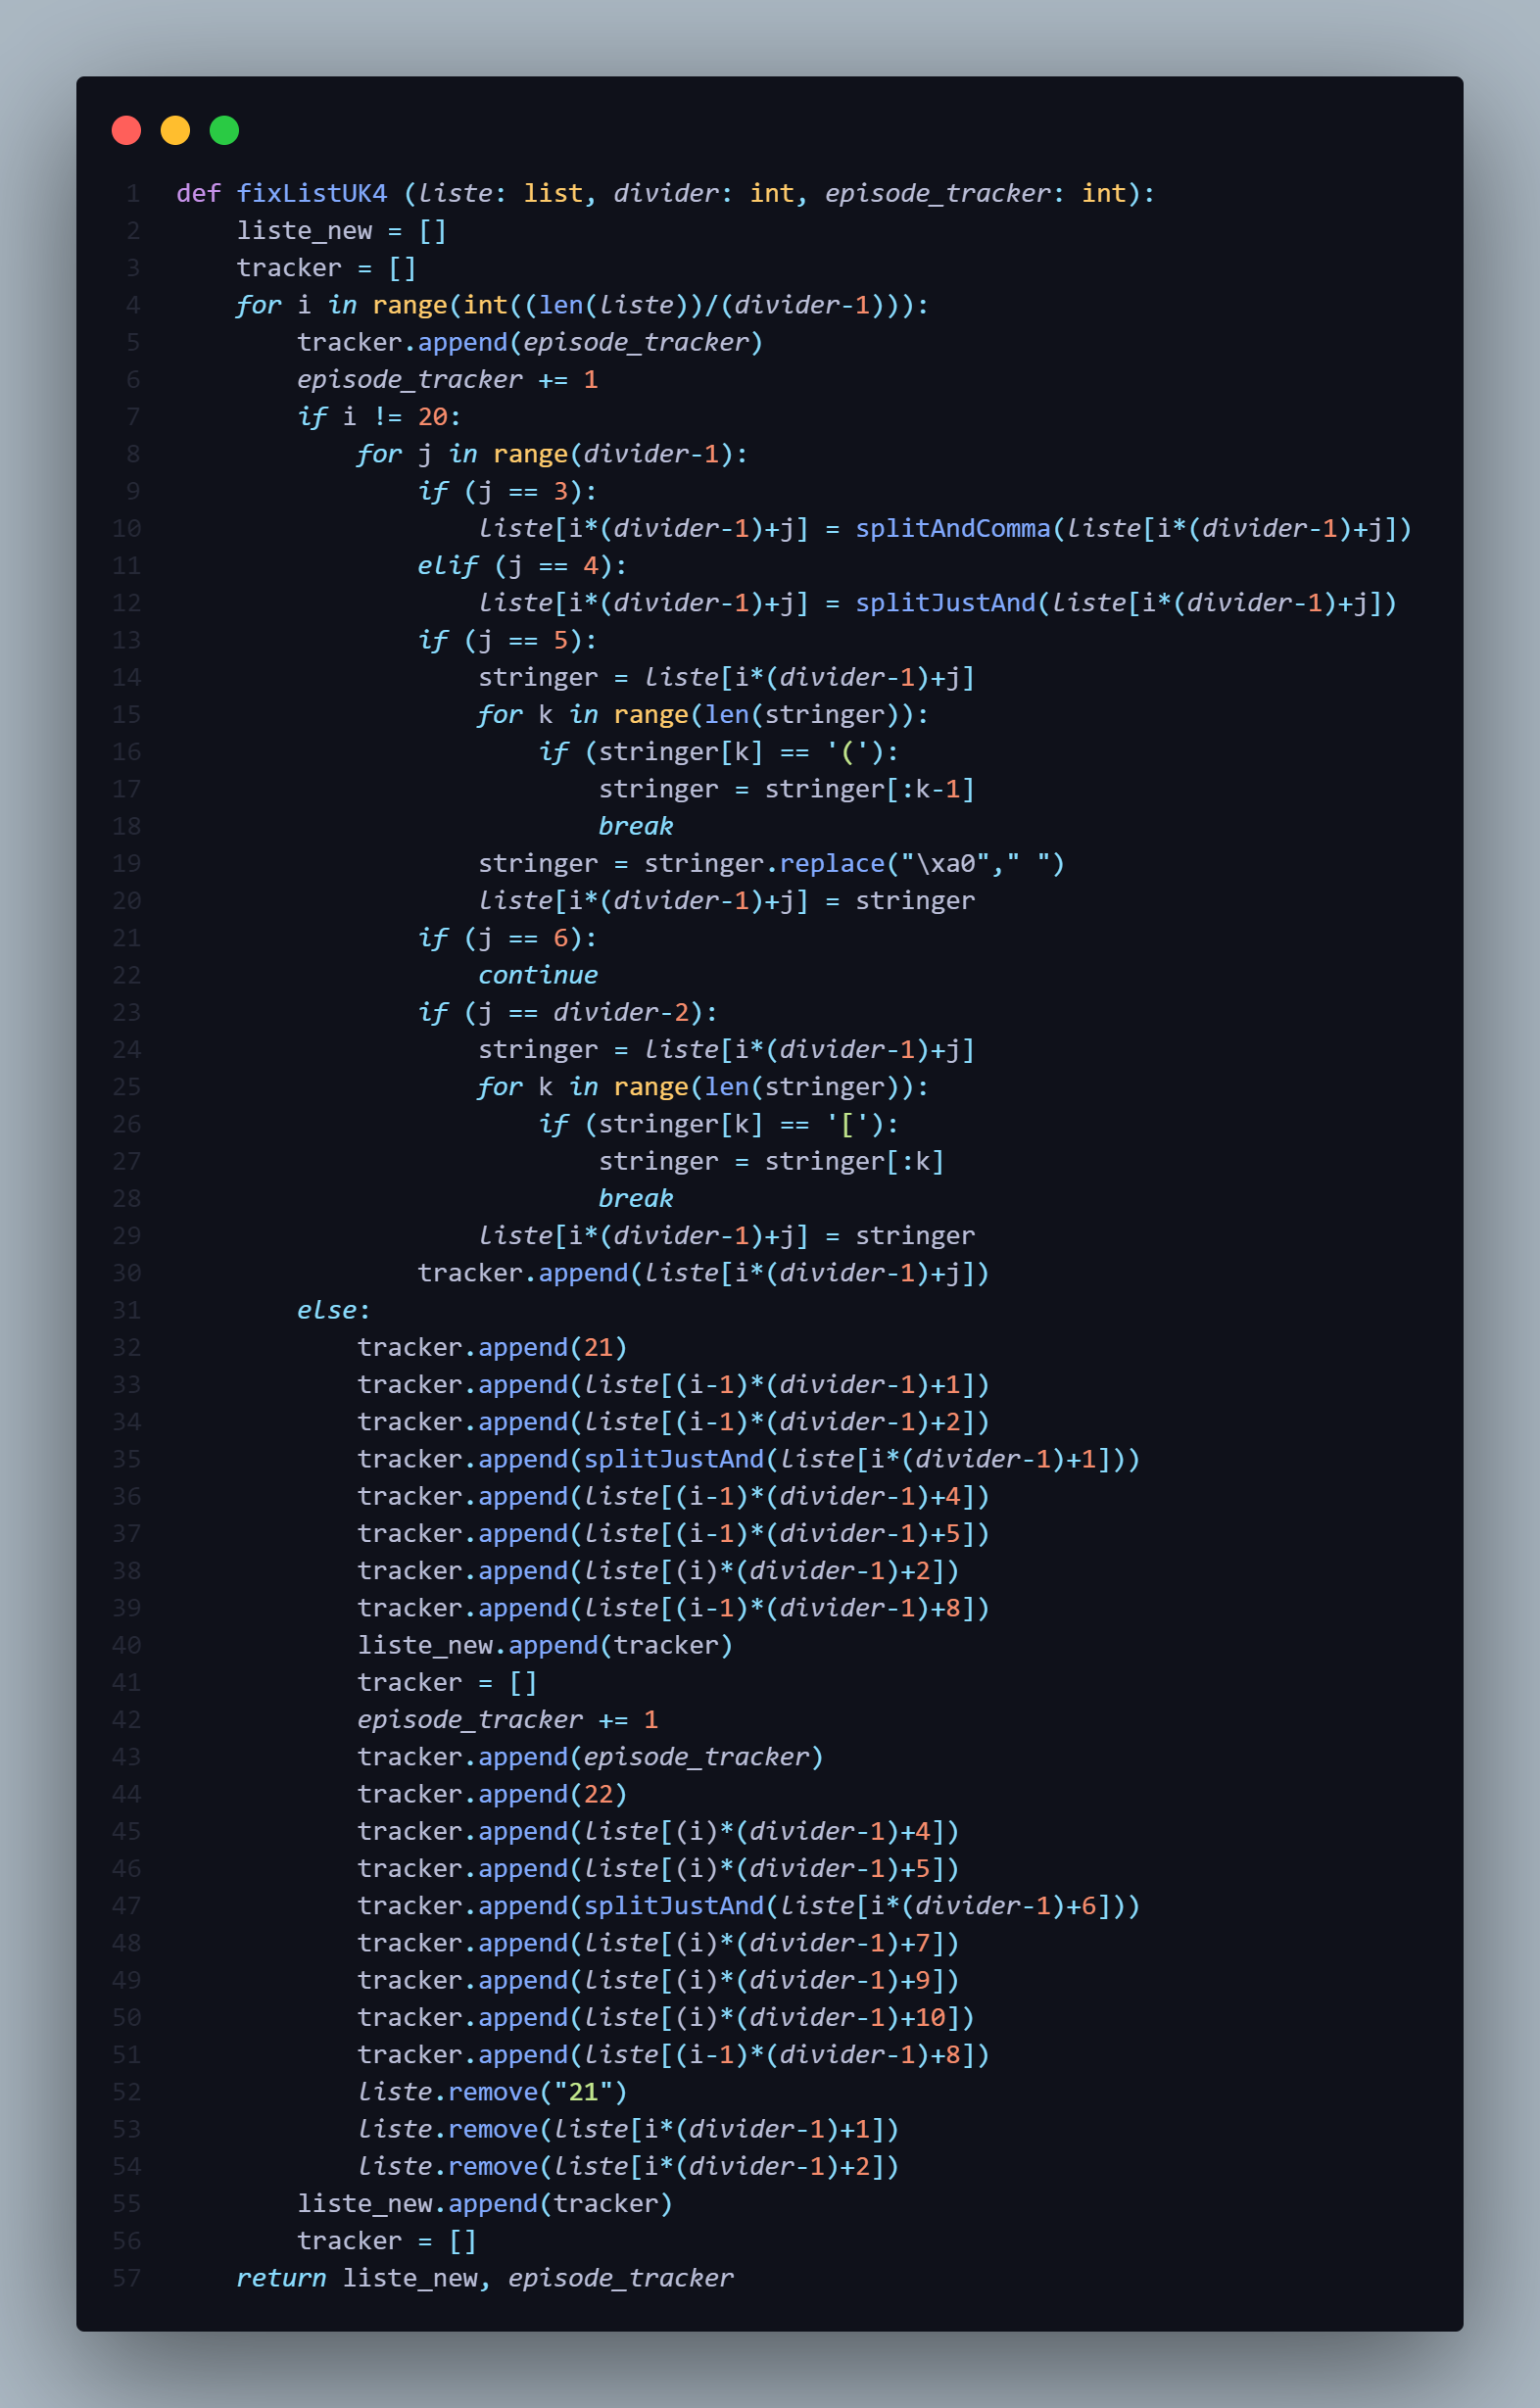 1 def fixListUK4 (liste: list, divider: int, episode_tracker: int):
2     liste_new = []
3     tracker = []
4     for i in range(int((len(liste))/(divider-1))):
5         tracker.append(episode_tracker)
6         episode_tracker += 1
7         if i != 20:
8             for j in range(divider-1):
9                 if (j == 3):
10                     liste[i*(divider-1)+j] = splitAndComma(liste[i*(divider-1)+j])
11                 elif (j == 4):
12                     liste[i*(divider-1)+j] = splitJustAnd(liste[i*(divider-1)+j])
13                 if (j == 5):
14                     stringer = liste[i*(divider-1)+j]
15                     for k in range(len(stringer)):
16                         if (stringer[k] == '('):
17                             stringer = stringer[:k-1]
18                             break
19                     stringer = stringer.replace("\xa0"," ")
20                     liste[i*(divider-1)+j] = stringer
21                 if (j == 6):
22                     continue
23                 if (j == divider-2):
24                     stringer = liste[i*(divider-1)+j]
25                     for k in range(len(stringer)):
26                         if (stringer[k] == '['):
27                             stringer = stringer[:k]
28                             break
29                     liste[i*(divider-1)+j] = stringer
30                 tracker.append(liste[i*(divider-1)+j])
31         else:
32             tracker.append(21)
33             tracker.append(liste[(i-1)*(divider-1)+1])
34             tracker.append(liste[(i-1)*(divider-1)+2])
35             tracker.append(splitJustAnd(liste[i*(divider-1)+1]))
36             tracker.append(liste[(i-1)*(divider-1)+4])
37             tracker.append(liste[(i-1)*(divider-1)+5])
38             tracker.append(liste[(i)*(divider-1)+2])
39             tracker.append(liste[(i-1)*(divider-1)+8])
40             liste_new.append(tracker)
41             tracker = []
42             episode_tracker += 1
43             tracker.append(episode_tracker)
44             tracker.append(22)
45             tracker.append(liste[(i)*(divider-1)+4])
46             tracker.append(liste[(i)*(divider-1)+5])
47             tracker.append(splitJustAnd(liste[i*(divider-1)+6]))
48             tracker.append(liste[(i)*(divider-1)+7])
49             tracker.append(liste[(i)*(divider-1)+9])
50             tracker.append(liste[(i)*(divider-1)+10])
51             tracker.append(liste[(i-1)*(divider-1)+8])
52             liste.remove("21")
53             liste.remove(liste[i*(divider-1)+1])
54             liste.remove(liste[i*(divider-1)+2])
55         liste_new.append(tracker)
56         tracker = []
57     return liste_new, episode_tracker